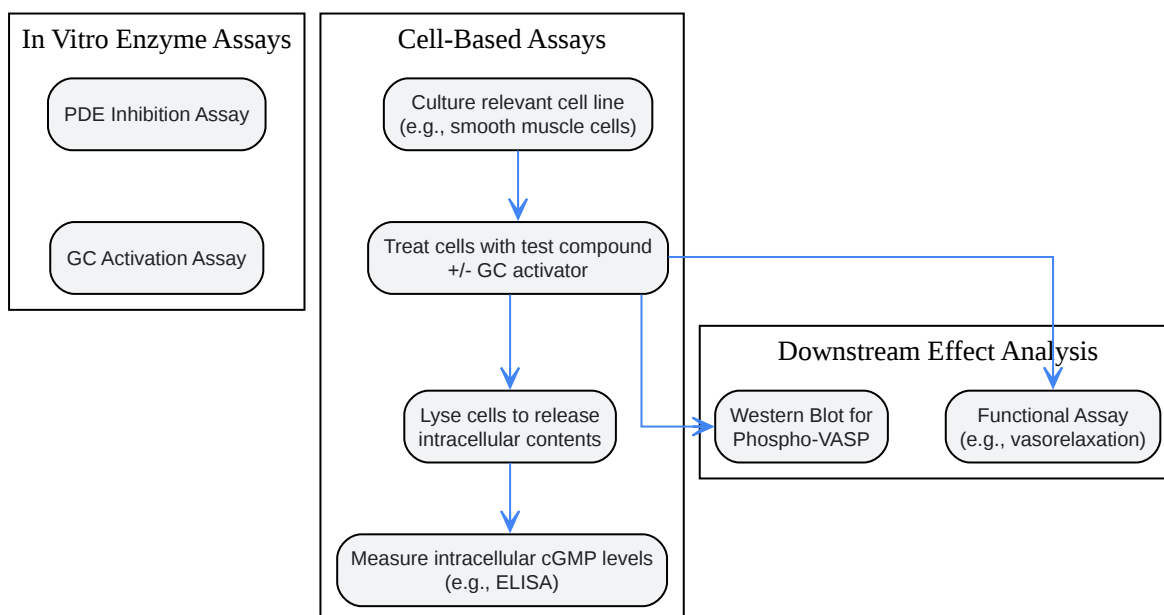 In Vitro Enzyme Assays
PDE Inhibition Assay
GC Activation Assay
Cell-Based Assays
Culture relevant cell line
(e.g., smooth muscle cells)
Treat cells with test compound
+/- GC activator
Lyse cells to release
intracellular contents
Measure intracellular cGMP levels
(e.g., ELISA)
Downstream Effect Analysis
Western Blot for
Phospho-VASP
Functional Assay
(e.g., vasorelaxation)